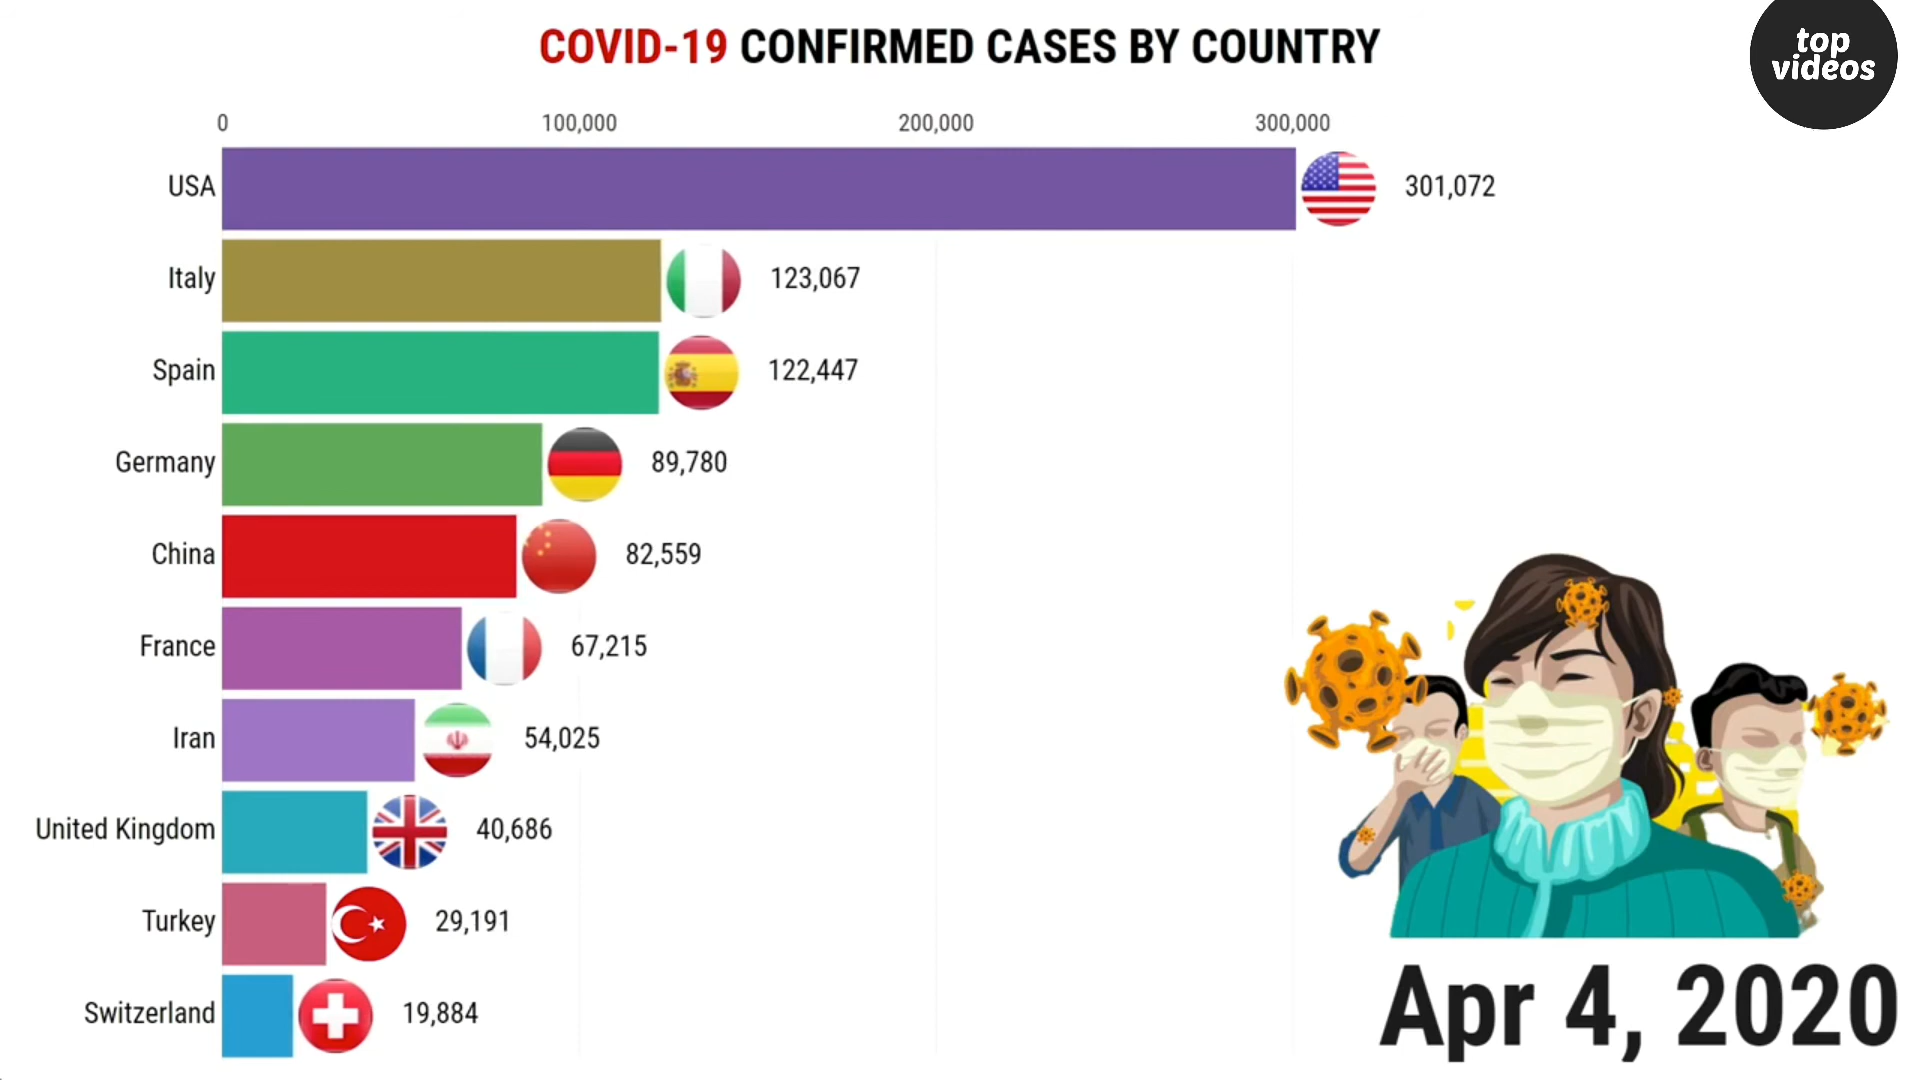 COVID-19 CONFIRMED CASES BY COUNTRY
top
videos
0 100,000 200,000 300,000
USA 301,072
Italy 123,067
Spain 122,447
Germany 89,780
China 82,559
France 67,215
Iran 54,025
United Kingdom 40,686
Turkey 29,191
Switzerland 19,884
Apr 4, 2020